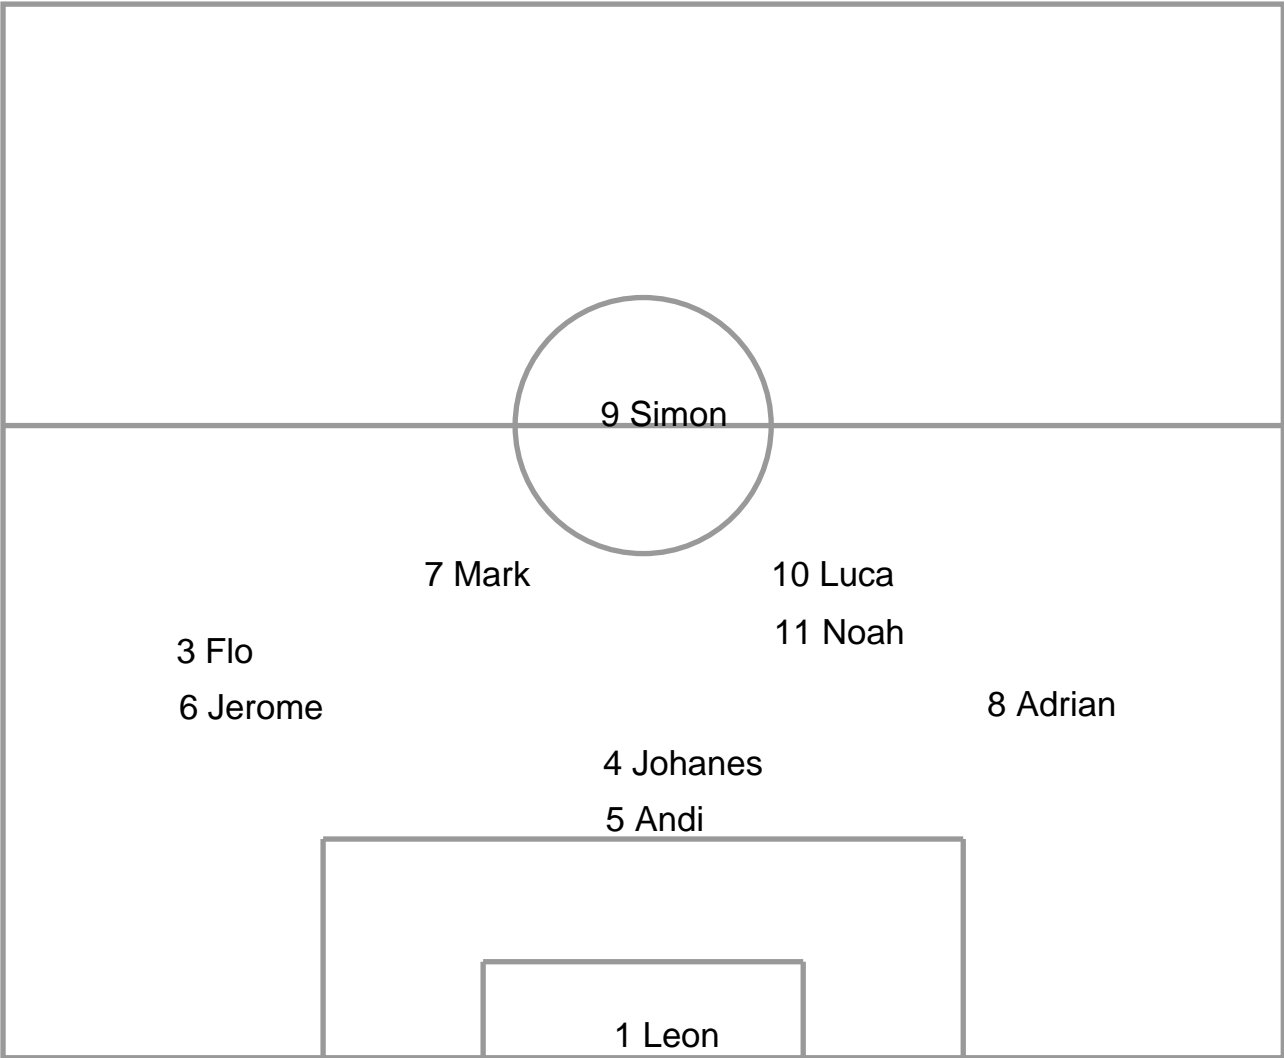 9 Simon
7 Mark
10 Luca
11 Noah
3 Flo
6 Jerome
8 Adrian
4 Johanes
5 Andi
1 Leon